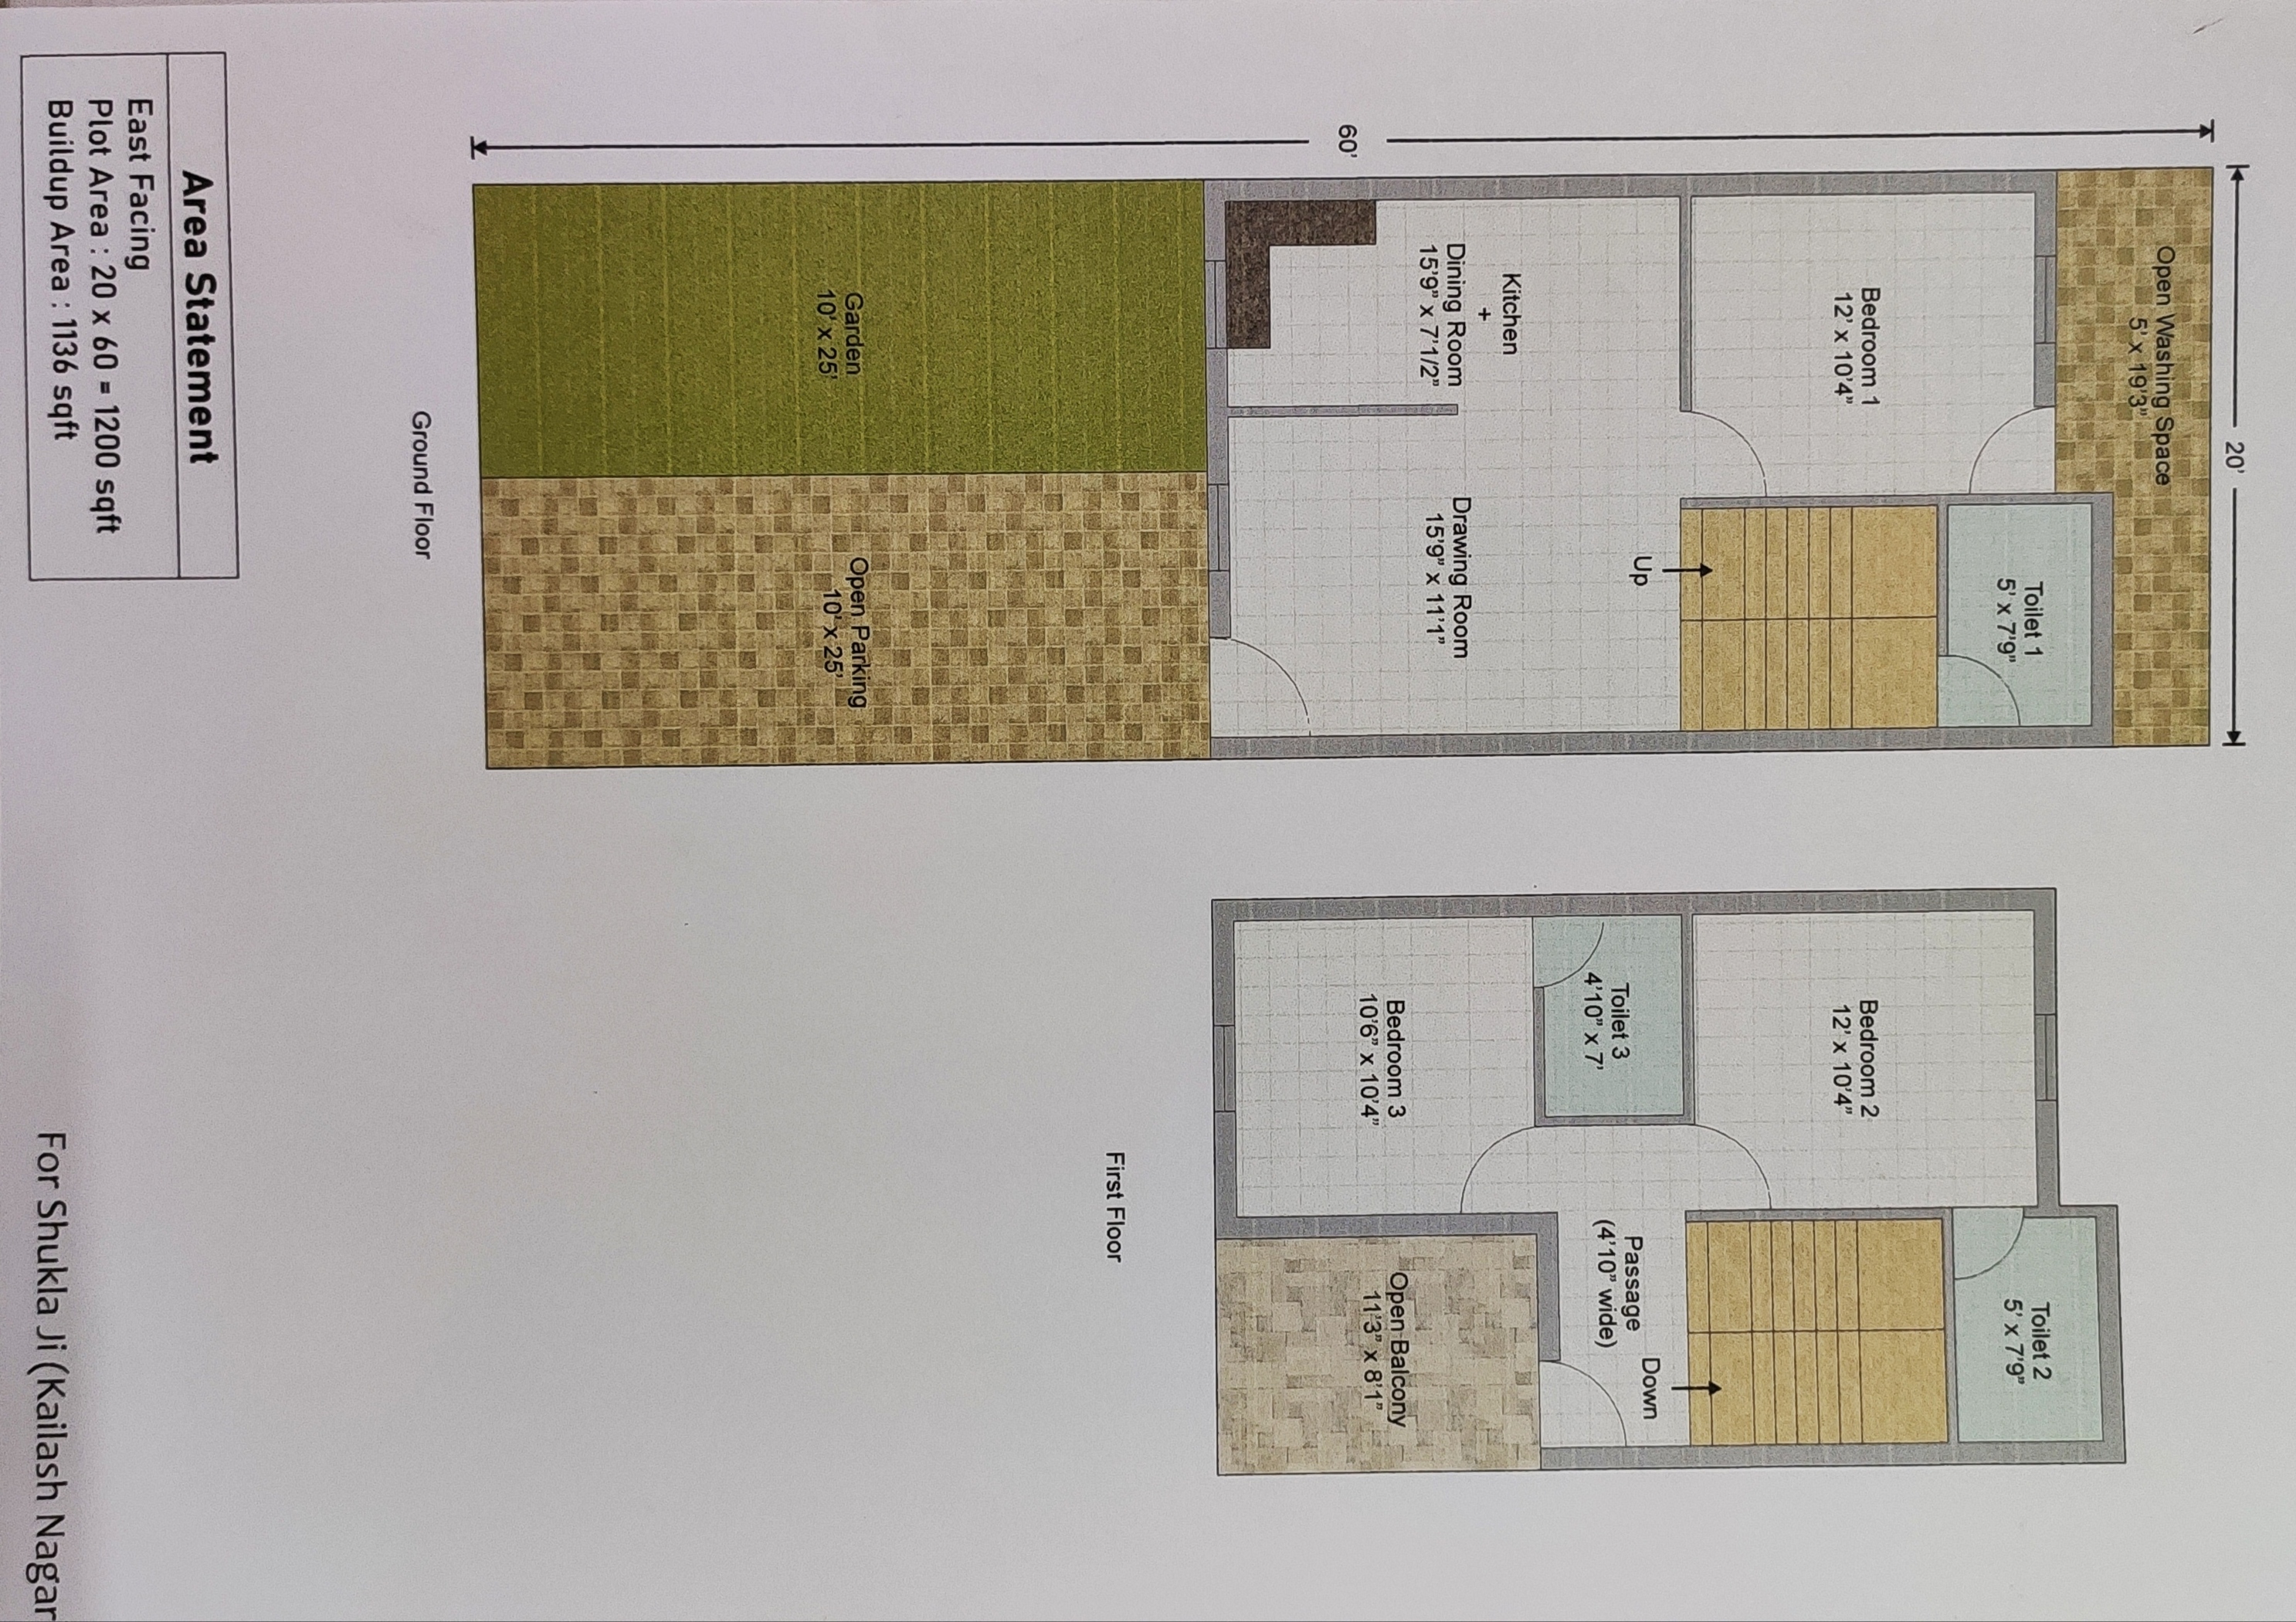 20'
Open Washing Space
5' x 19'3"
Toilet 1
5' x 7'9"
Bedroom 1
12' x 10'4"
Up
Kitchen
+
Dining Room
15'9" x 7'1/2"
Drawing Room
15'9" x 11'1"
60'
Garden
10' x 25'
Open Parking
10' x 25'
Ground Floor
Toilet 2
5' x 7'9"
Bedroom 2
12' x 10'4"
Down
Passage
(4'10" wide)
Toilet 3
4'10" x 7'
Bedroom 3
10'6" x 10'4"
Open Balcony
11'3" x 8'1"
First Floor
Area Statement
East Facing
Plot Area : 20 x 60 = 1200 sqft
Buildup Area : 1136 sqft
For Shukla Ji (Kailash Nagar